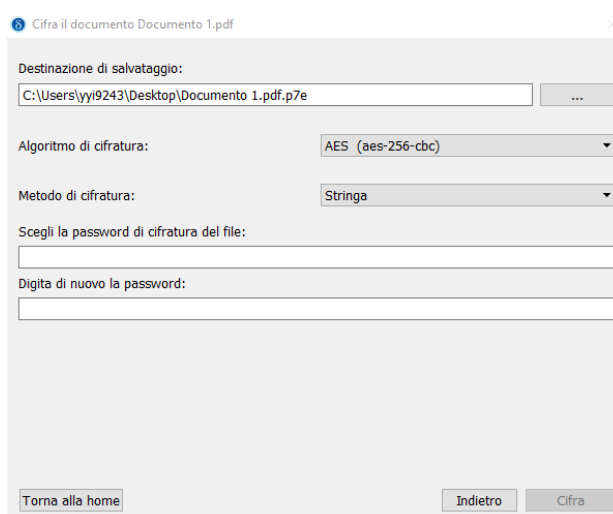 Cifra il documento Documento 1.pdf
Destinazione di salvataggio:
C:\Users\yyi9243\Desktop\Documento 1.pdf.p7e
...
Algoritmo di cifratura:
AES (aes-256-cbc)
Metodo di cifratura:
Stringa
Scegli la password di cifratura del file:
Digita di nuovo la password:
Torna alla home
Indietro
Cifra